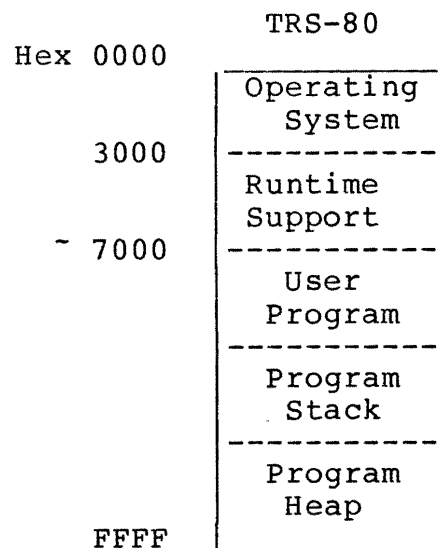 TRS-80
Hex 0000
Operating
System
3000
Runtime
Support
~ 7000
User
Program
Program
Stack
Program
Heap
FFFF